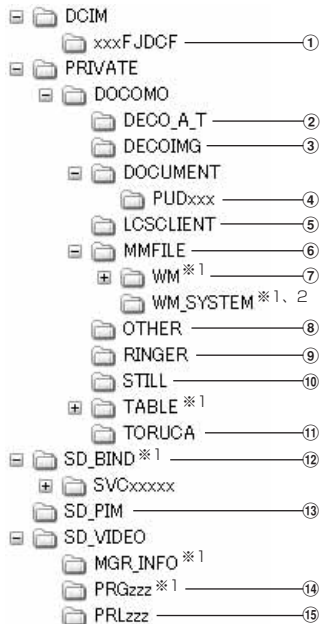 DCIM
xxxFJDCF ①
PRIVATE
DOCOMO
DECO_A_T ②
DECOIMG ③
DOCUMENT
PUDxxx ④
LCSCLIENT ⑤
MMFILE ⑥
WM※1 ⑦
WM_SYSTEM※1、2
OTHER ⑧
RINGER ⑨
STILL ⑩
TABLE※1
TORUCA ⑪
SD_BIND※1 ⑫
SVCxxxxx
SD_PIM ⑬
SD_VIDEO
MGR_INFO※1
PRGzzz※1 ⑭
PRLzzz ⑮